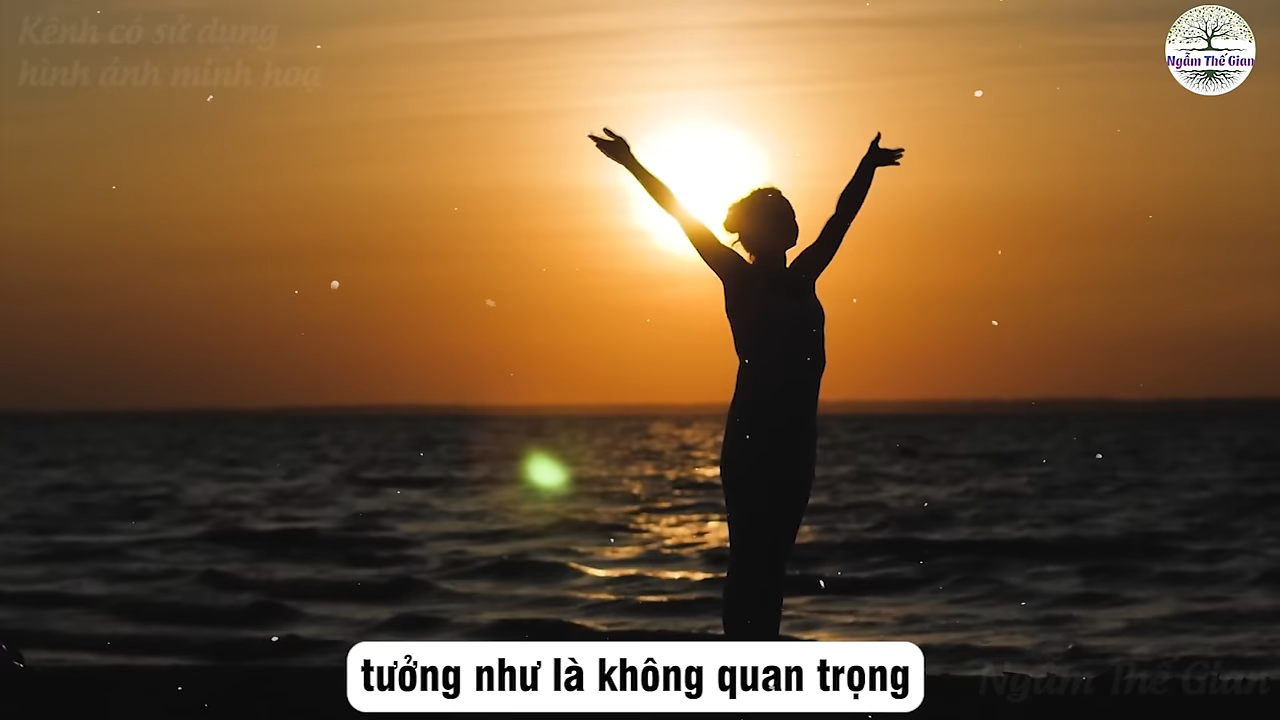 Kênh có sử dụng
hình ảnh minh hoạ
Ngẫm Thế Gian
tưởng như là không quan trọng
Ngẫm Thế Gian